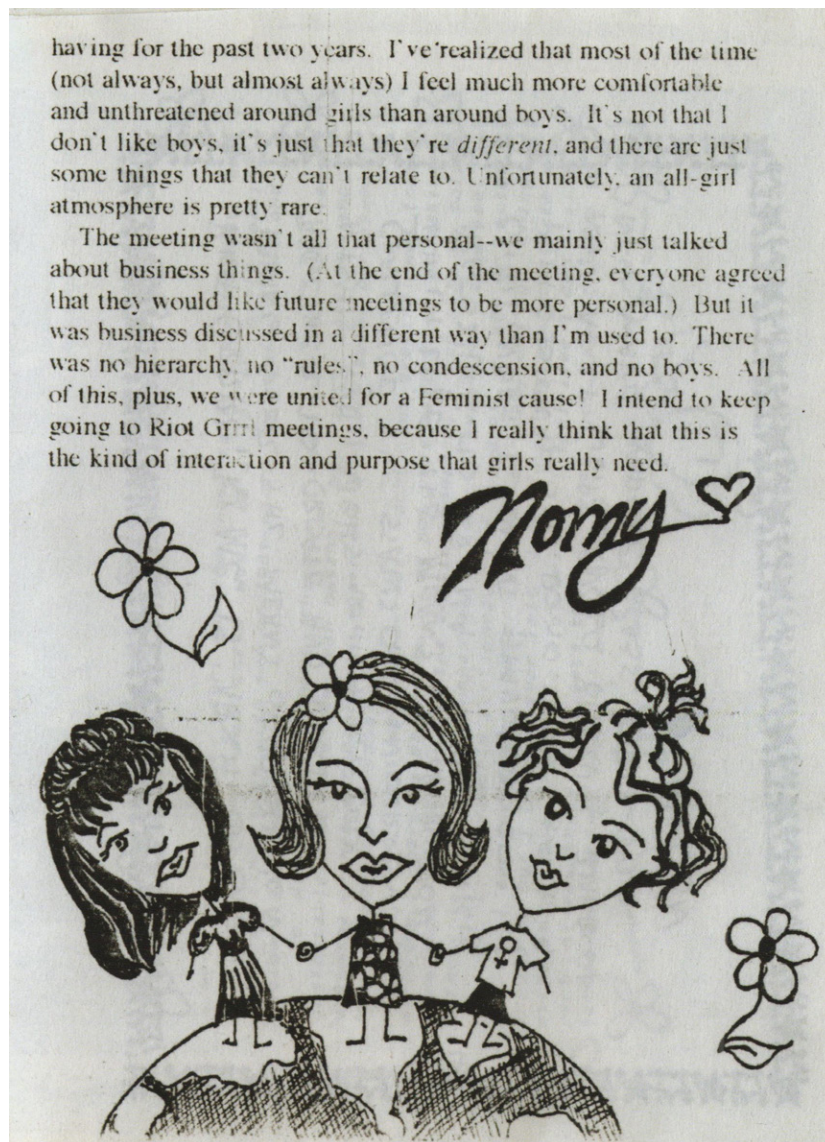 having for the past two years.  I've realized that most of the time
(not always, but almost always) I feel much more comfortable
and unthreatened around girls than around boys.  It's not that I
don't like boys, it's just that they're different, and there are just
some things that they can't relate to. Unfortunately, an all-girl
atmosphere is pretty rare.
The meeting wasn't all that personal--we mainly just talked
about business things.  (At the end of the meeting, everyone agreed
that they would like future meetings to be more personal.)  But it
was business discussed in a different way than I'm used to.  There
was no hierarchy, no "rules", no condescension, and no boys.  All
of this, plus, we were united for a Feminist cause!  I intend to keep
going to Riot Grrrl meetings, because I really think that this is
the kind of interaction and purpose that girls really need.
Nomy